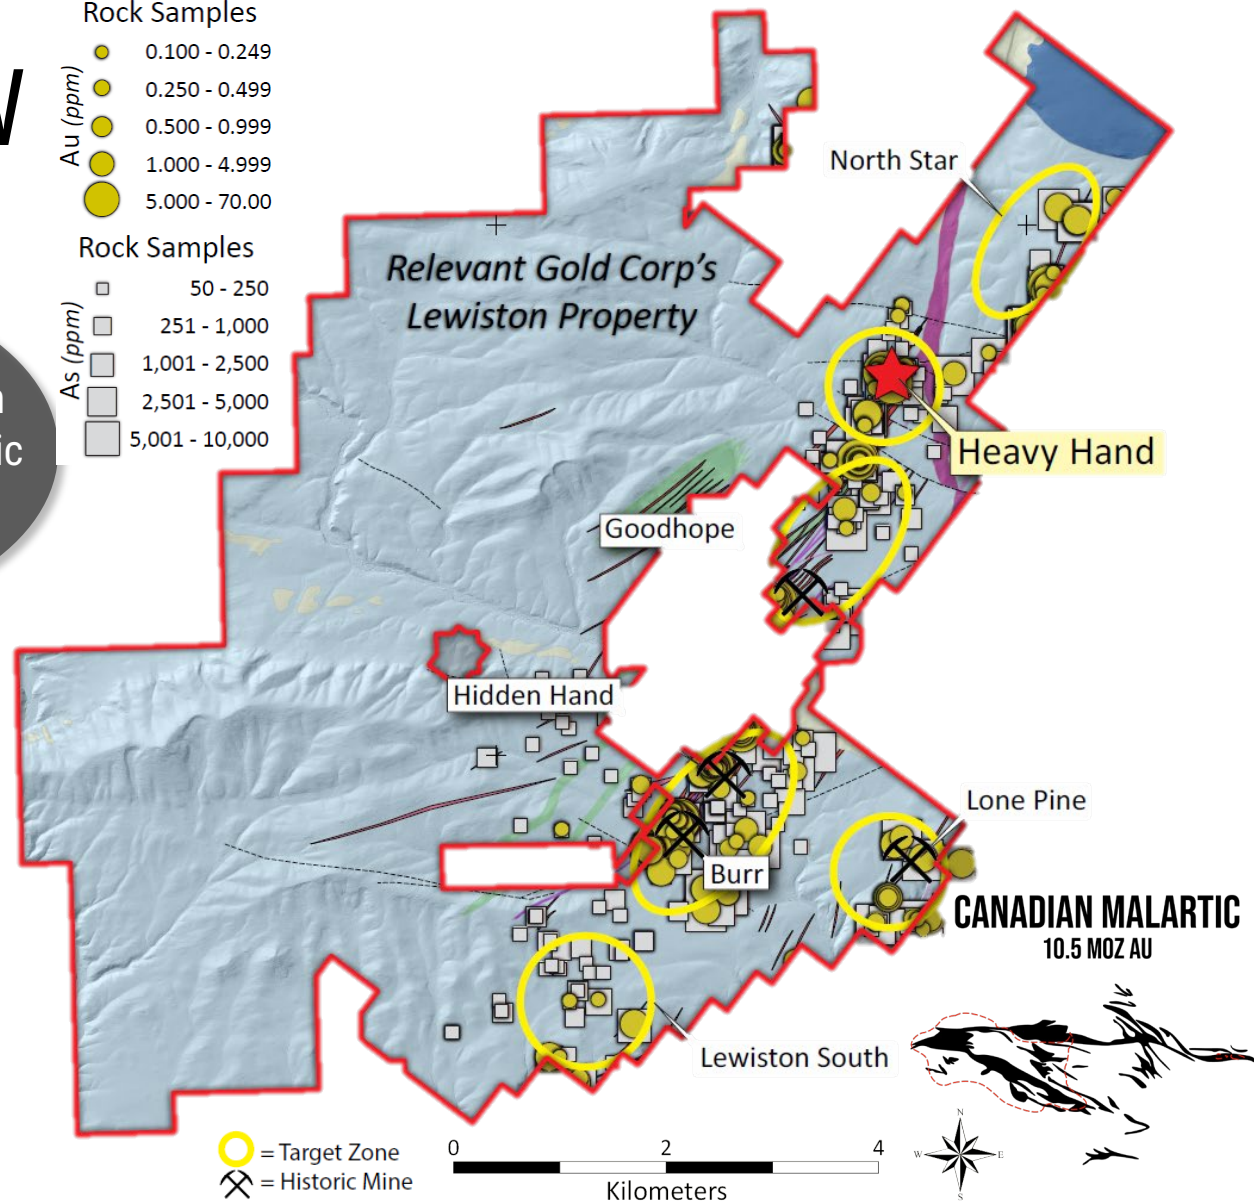 Rock Samples
Au (ppm)
0.100 - 0.249
0.250 - 0.499
0.500 - 0.999
1.000 - 4.999
5.000 - 70.00
Rock Samples
As (ppm)
50 - 250
251 - 1,000
1,001 - 2,500
2,501 - 5,000
5,001 - 10,000
ic
North Star
Relevant Gold Corp’s
Lewiston Property
Heavy Hand
Goodhope
Hidden Hand
Lone Pine
Burr
CANADIAN MALARTIC
10.5 MOZ AU
Lewiston South
N
W
E
S
= Target Zone
= Historic Mine
0 2 4
Kilometers